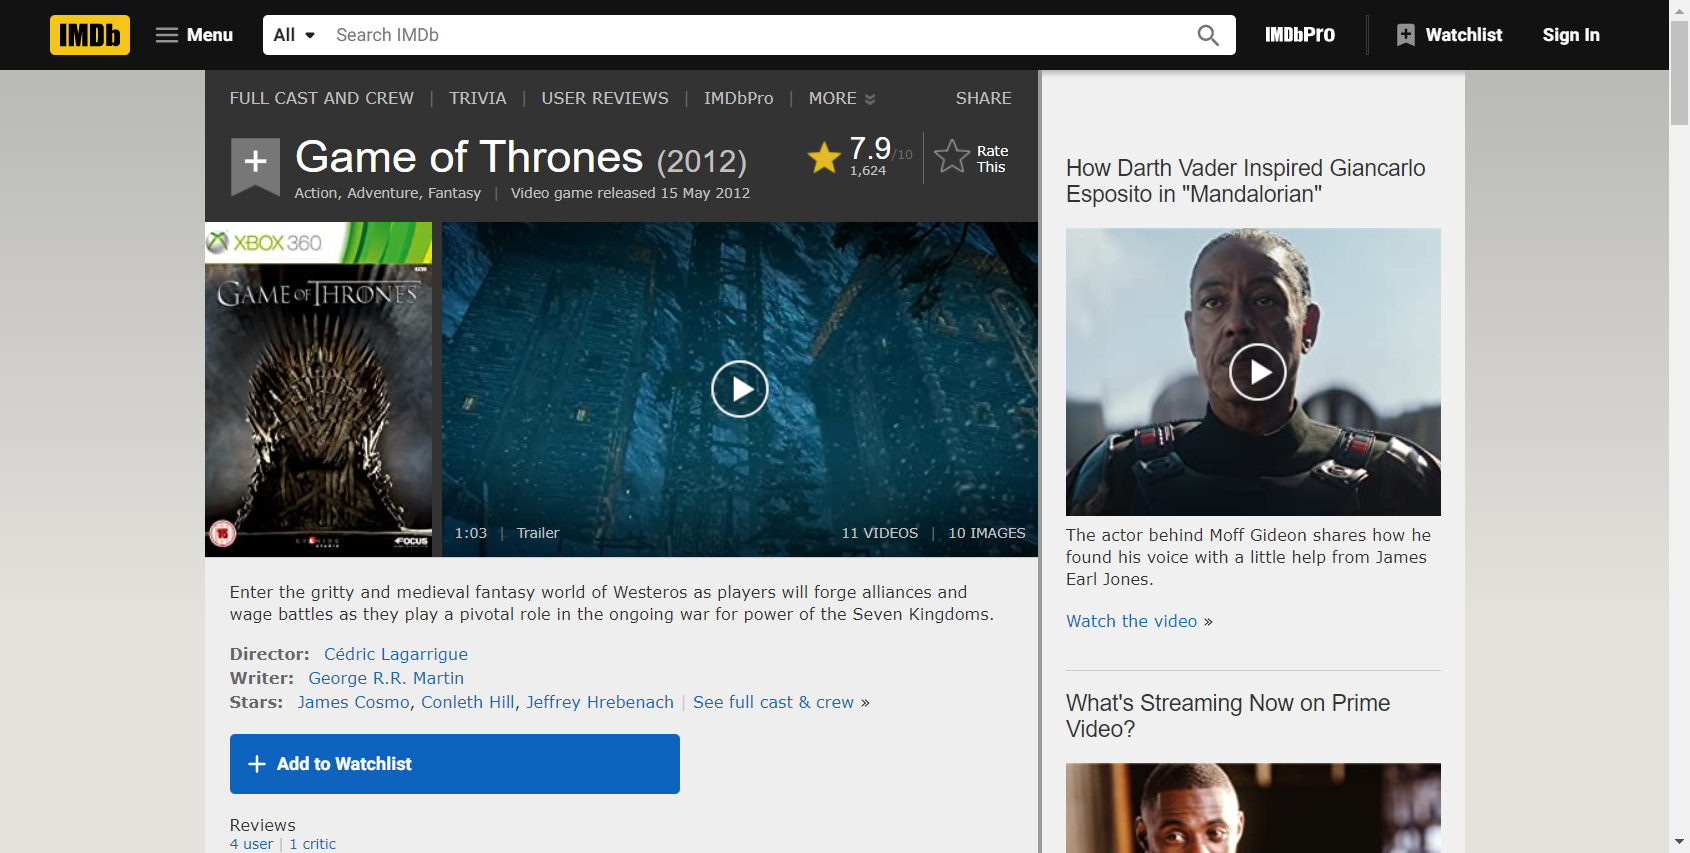 IMDb
Menu
All
Search IMDb
IMDbPro
Watchlist
Sign In
FULL CAST AND CREW | TRIVIA | USER REVIEWS | IMDbPro | MORE
SHARE
Game of Thrones (2012)
7.9/10
1,624
Rate This
Action, Adventure, Fantasy | Video game released 15 May 2012
XBOX 360
GAME OF THRONES
15
FOCUS
1:03 | Trailer
11 VIDEOS | 10 IMAGES
Enter the gritty and medieval fantasy world of Westeros as players will forge alliances and
wage battles as they play a pivotal role in the ongoing war for power of the Seven Kingdoms.
Director: Cédric Lagarrigue
Writer: George R.R. Martin
Stars: James Cosmo, Conleth Hill, Jeffrey Hrebenach | See full cast & crew »
+ Add to Watchlist
Reviews
4 user | 1 critic
How Darth Vader Inspired Giancarlo
Esposito in "Mandalorian"
The actor behind Moff Gideon shares how he
found his voice with a little help from James
Earl Jones.
Watch the video »
What's Streaming Now on Prime
Video?